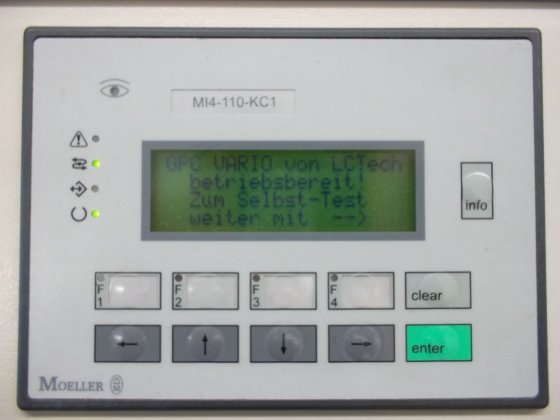 MI4-110-KC1
GPC VARIO von LCTech
betriebsbereit!
Zum Selbst-Test
weiter mit -->
info
F1
F2
F3
F4
clear
enter
MOELLER